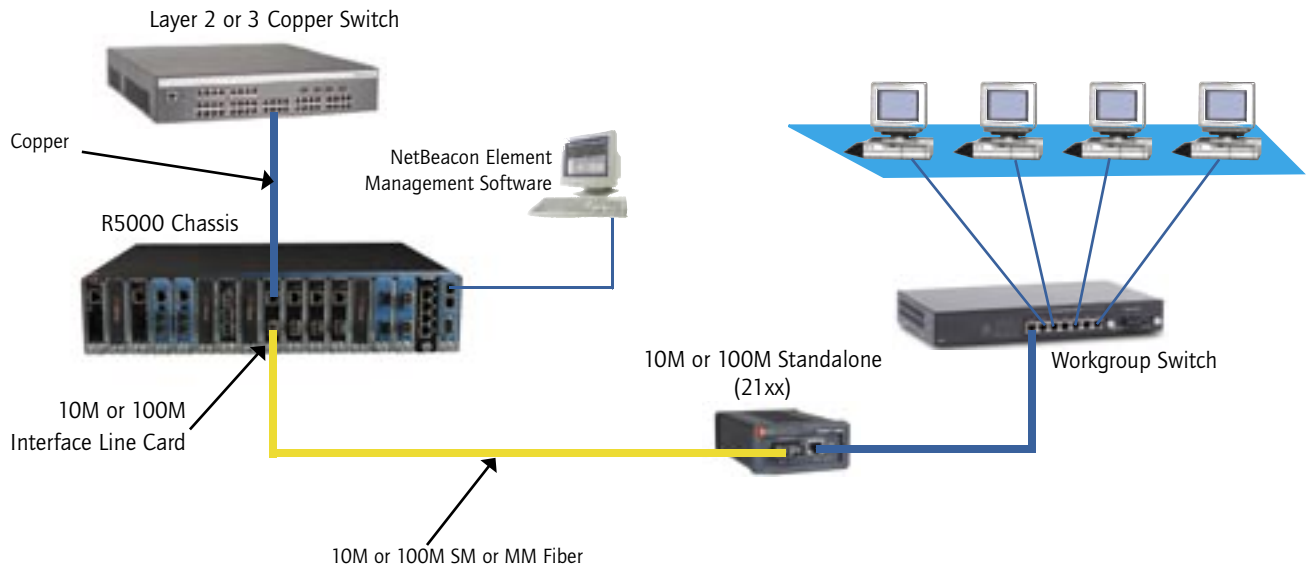 Layer 2 or 3 Copper Switch
Copper
NetBeacon Element
Management Software
R5000 Chassis
10M or 100M Standalone
(21xx)
Workgroup Switch
10M or 100M
Interface Line Card
10M or 100M SM or MM Fiber